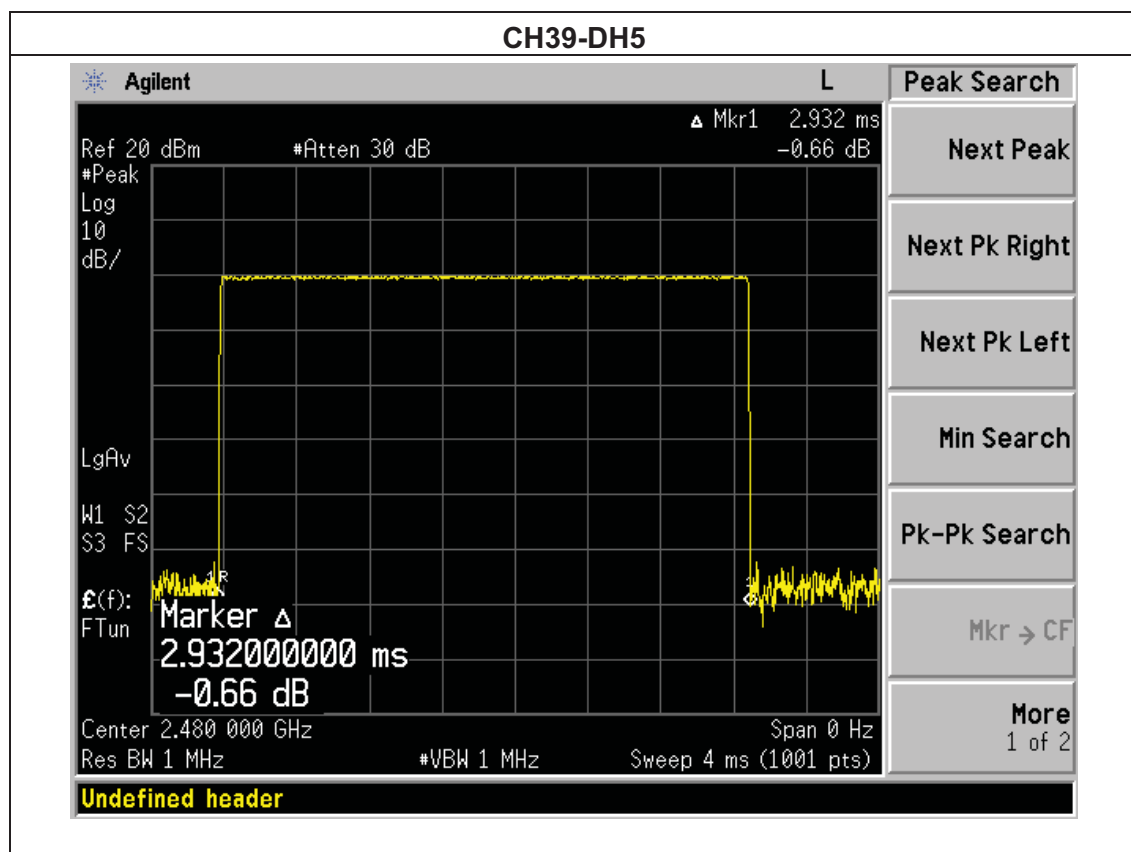 CH39-DH5
Agilent L Peak Search
Δ Mkr1 2.932 ms
Ref 20 dBm #Atten 30 dB -0.66 dB
#Peak
Log
10
dB/
LgAv
W1 S2
S3 FS
£(f):
FTun
1R
1
Marker Δ
2.932000000 ms
-0.66 dB
Center 2.480 000 GHz Span 0 Hz
Res BW 1 MHz #VBW 1 MHz Sweep 4 ms (1001 pts)
Undefined header
Next Peak
Next Pk Right
Next Pk Left
Min Search
Pk-Pk Search
Mkr → CF
More
1 of 2